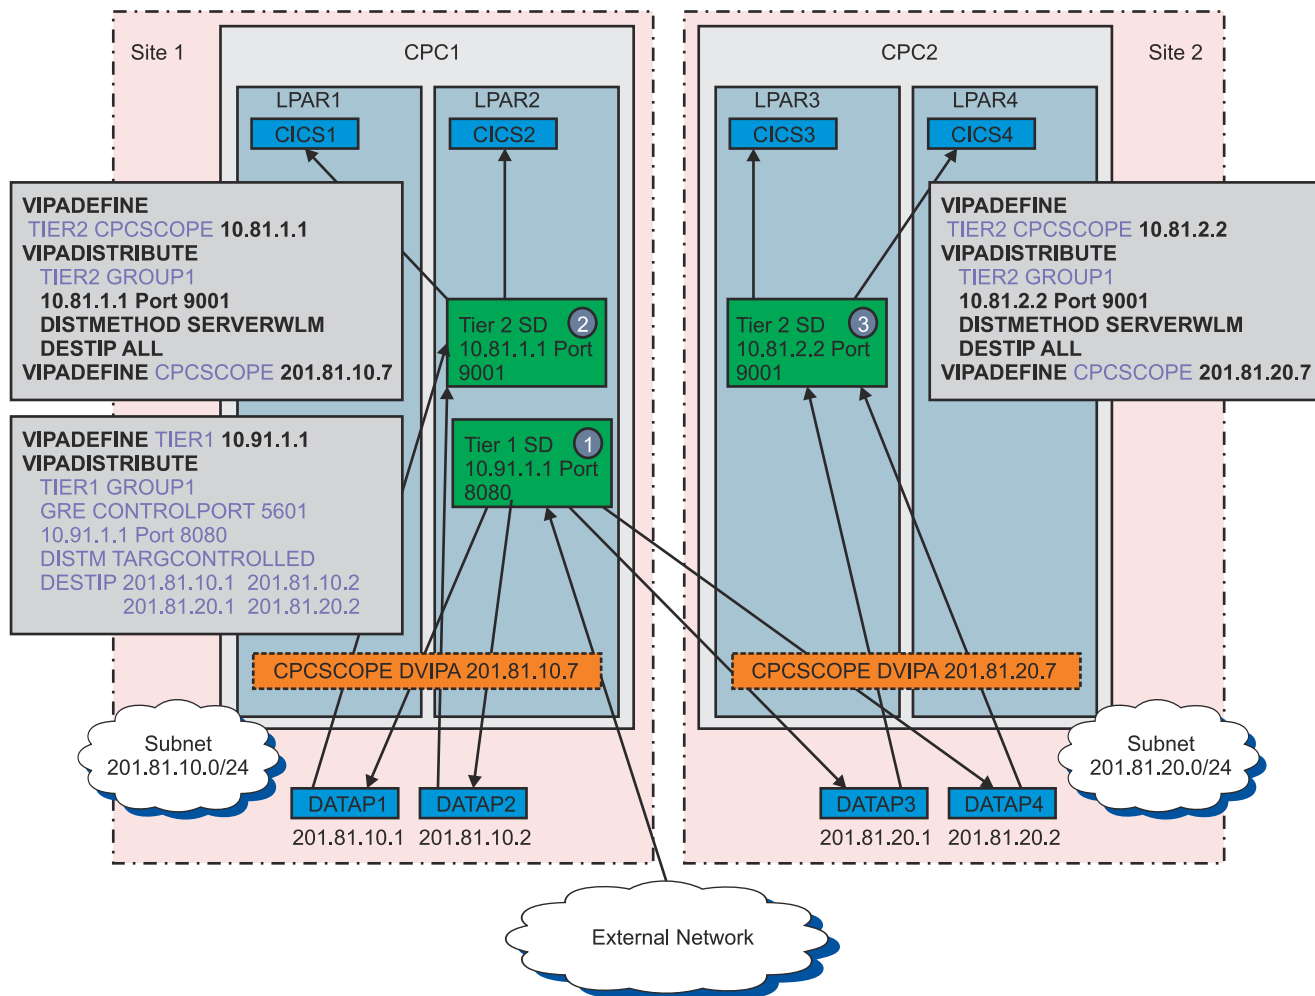 Site 1
CPC1
CPC2
Site 2
LPAR1
LPAR2
LPAR3
LPAR4
CICS1
CICS2
CICS3
CICS4
VIPADEFINE
TIER2 CPCSCOPE 10.81.1.1
VIPADISTRIBUTE
TIER2 GROUP1
10.81.1.1 Port 9001
DISTMETHOD SERVERWLM
DESTIP ALL
VIPADEFINE CPCSCOPE 201.81.10.7
VIPADEFINE TIER1 10.91.1.1
VIPADISTRIBUTE
TIER1 GROUP1
GRE CONTROLPORT 5601
10.91.1.1 Port 8080
DISTM TARGCONTROLLED
DESTIP 201.81.10.1 201.81.10.2
201.81.20.1 201.81.20.2
Tier 2 SD
2
10.81.1.1 Port
9001
Tier 1 SD
1
10.91.1.1 Port
8080
Tier 2 SD
3
10.81.2.2 Port
9001
VIPADEFINE
TIER2 CPCSCOPE 10.81.2.2
VIPADISTRIBUTE
TIER2 GROUP1
10.81.2.2 Port 9001
DISTMETHOD SERVERWLM
DESTIP ALL
VIPADEFINE CPCSCOPE 201.81.20.7
CPCSCOPE DVIPA 201.81.10.7
CPCSCOPE DVIPA 201.81.20.7
Subnet
201.81.10.0/24
Subnet
201.81.20.0/24
DATAP1
201.81.10.1
DATAP2
201.81.10.2
DATAP3
201.81.20.1
DATAP4
201.81.20.2
External Network